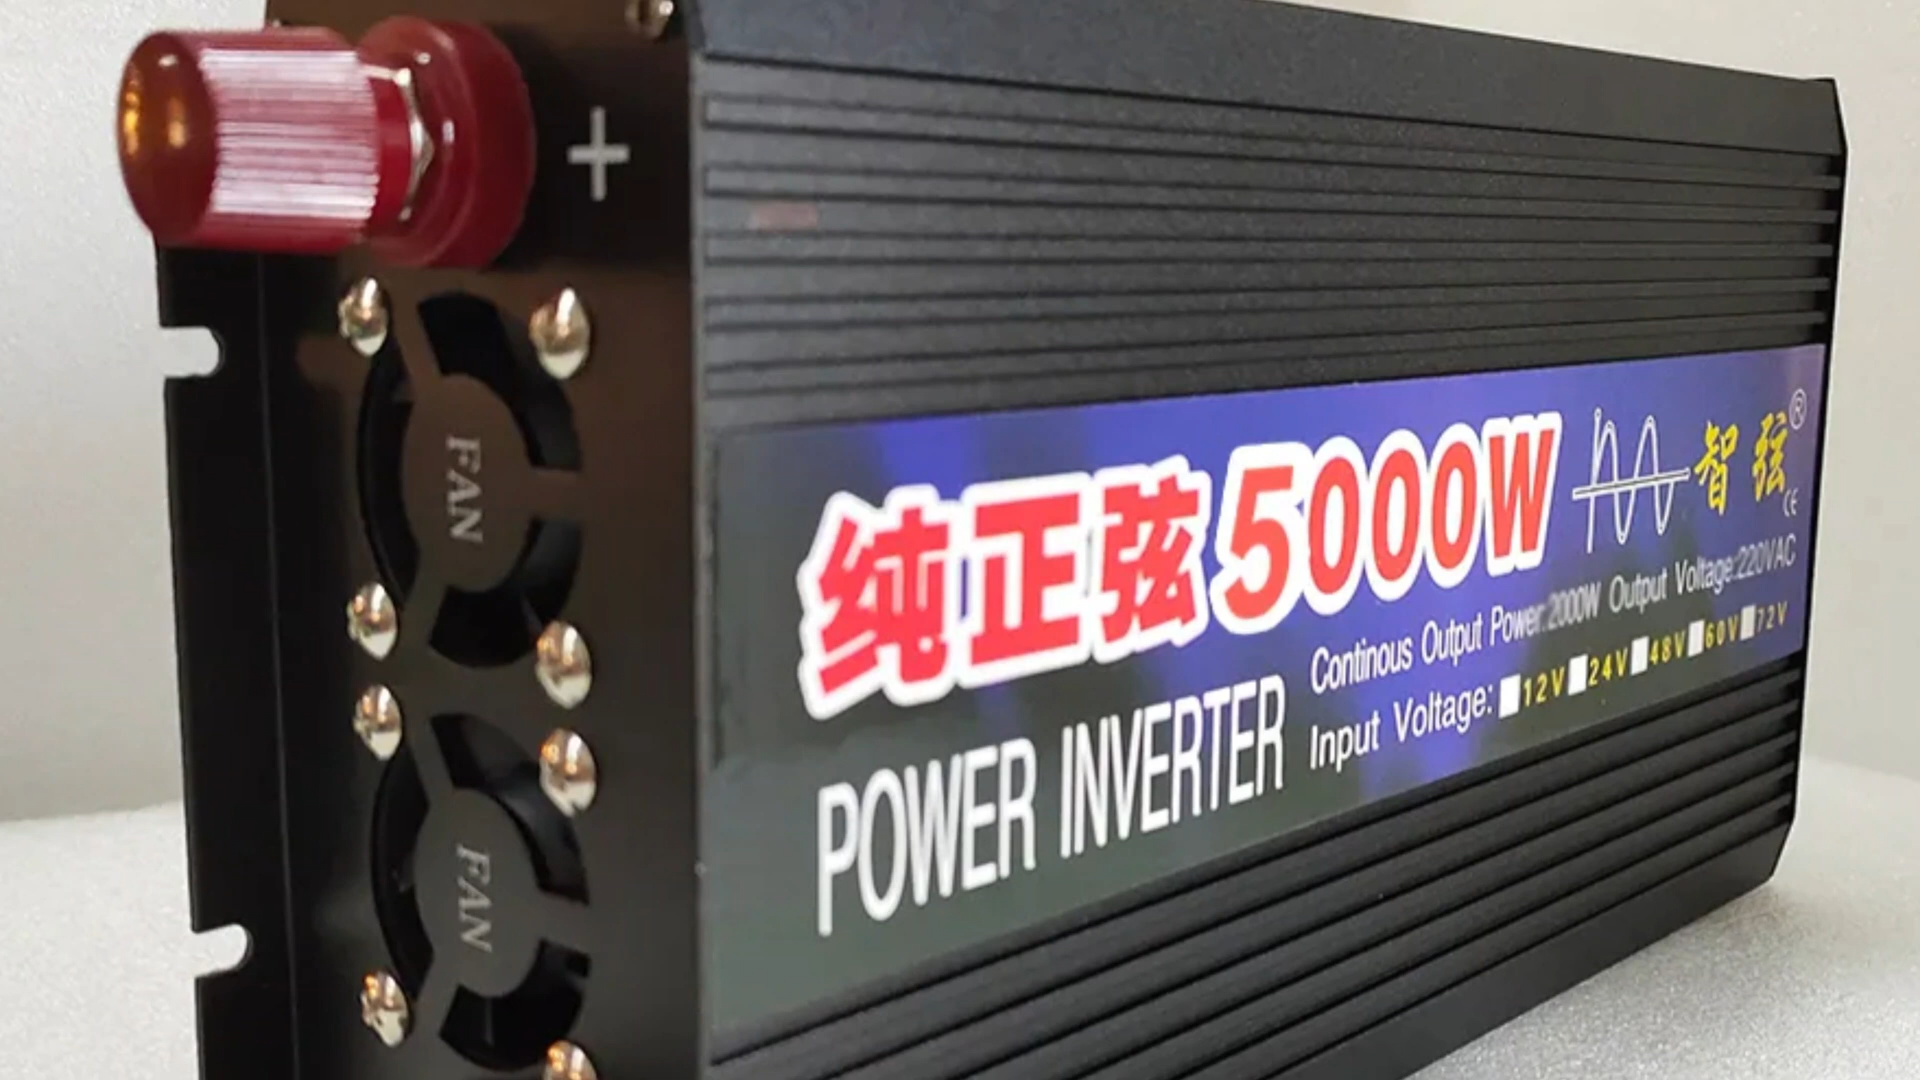 +
FAN
FAN
纯正弦5000W
智弦®
CE
POWER INVERTER
Continous Output Power:2000W Output Voltage:220VAC
Input Voltage: 12V 24V 48V 60V 72V